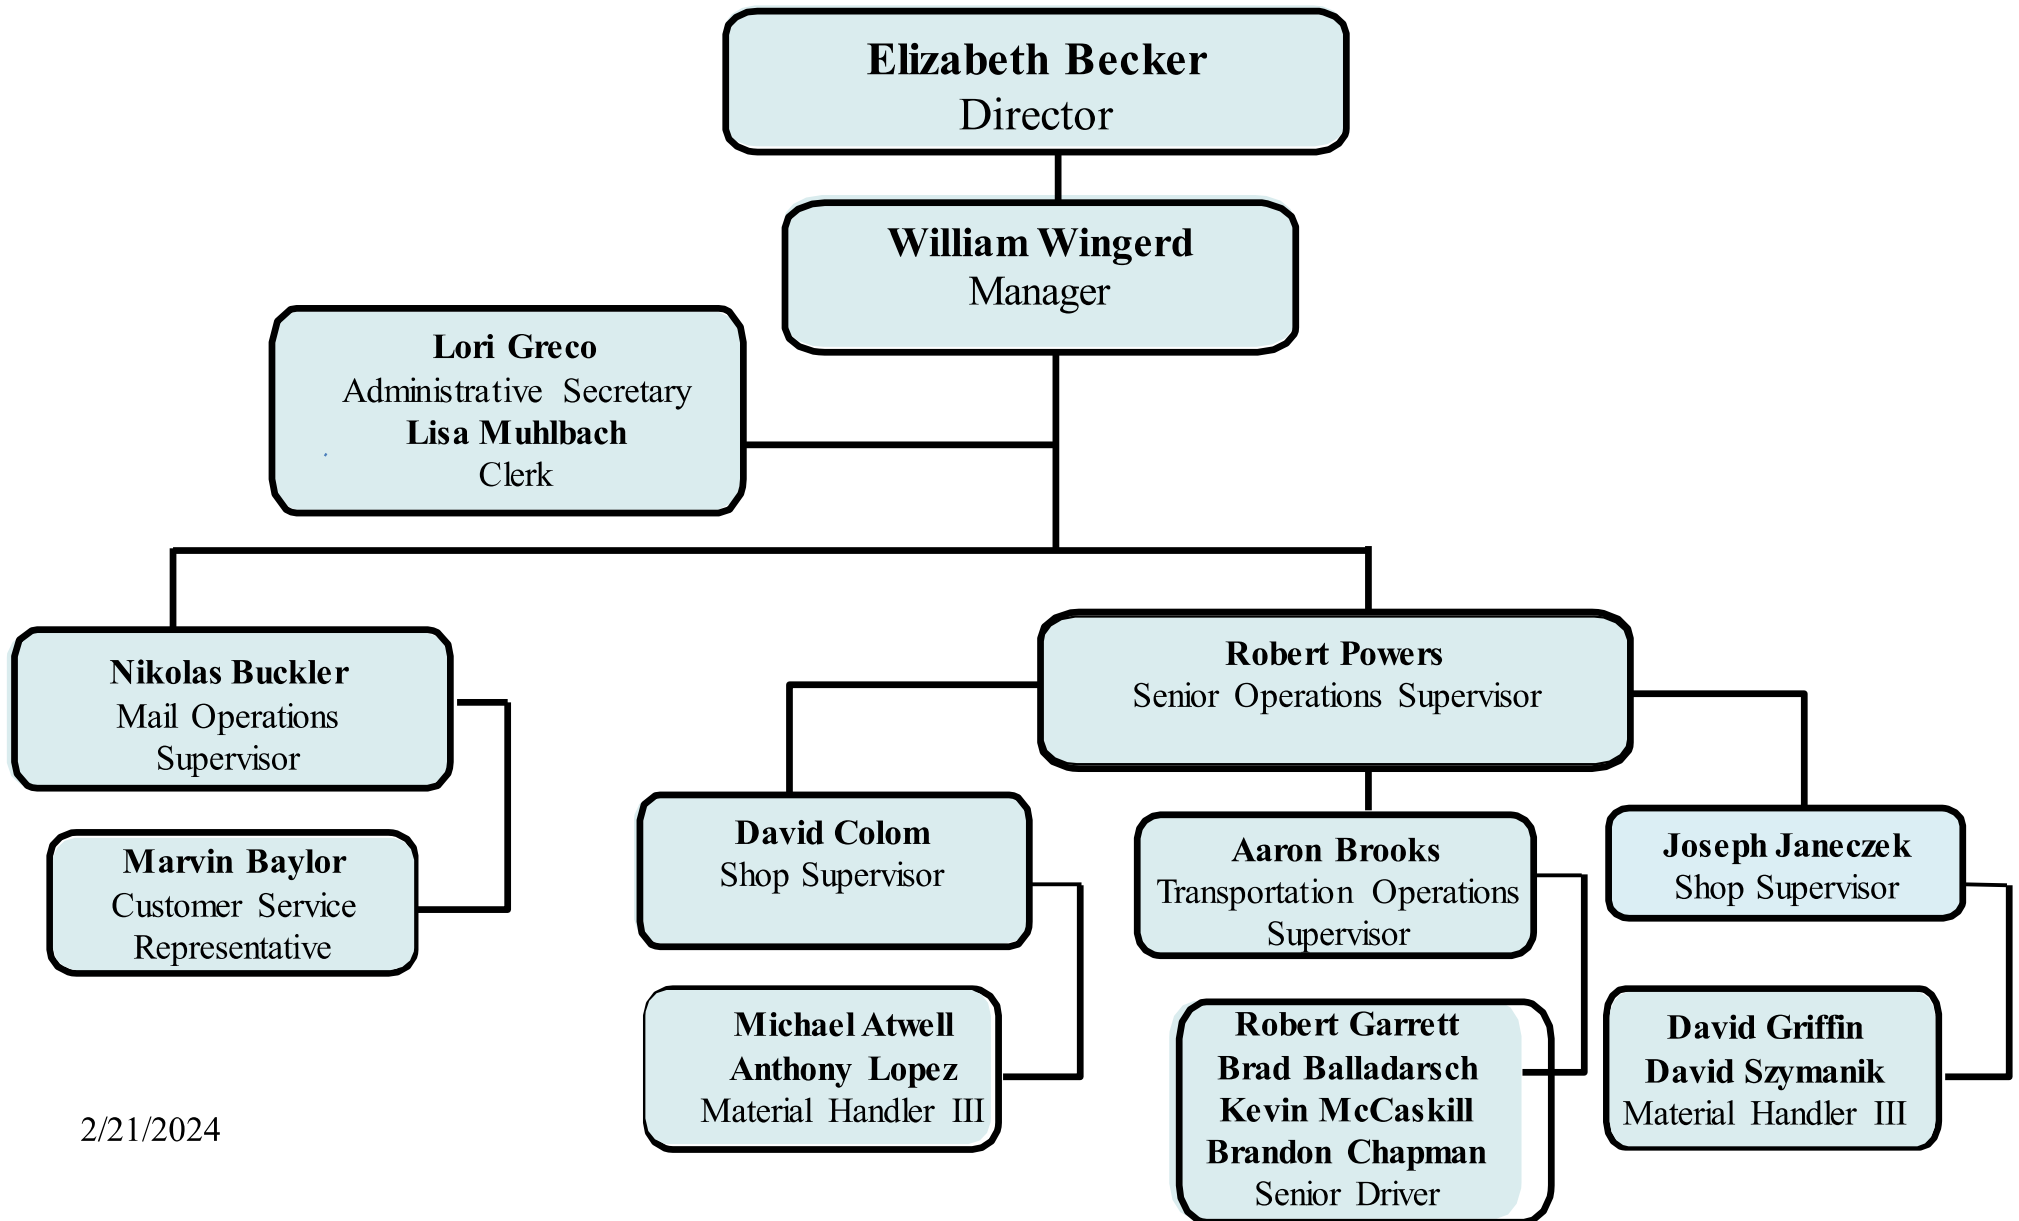 Elizabeth Becker
Director
William Wingerd
Manager
Lori Greco
Administrative Secretary
Lisa Muhlbach
Clerk
Nikolas Buckler
Mail Operations
Supervisor
Marvin Baylor
Customer Service
Representative
Robert Powers
Senior Operations Supervisor
David Colom
Shop Supervisor
Michael Atwell
Anthony Lopez
Material Handler III
Aaron Brooks
Transportation Operations
Supervisor
Robert Garrett
Brad Balladarsch
Kevin McCaskill
Brandon Chapman
Senior Driver
Joseph Janeczek
Shop Supervisor
David Griffin
David Szymanik
Material Handler III
2/21/2024